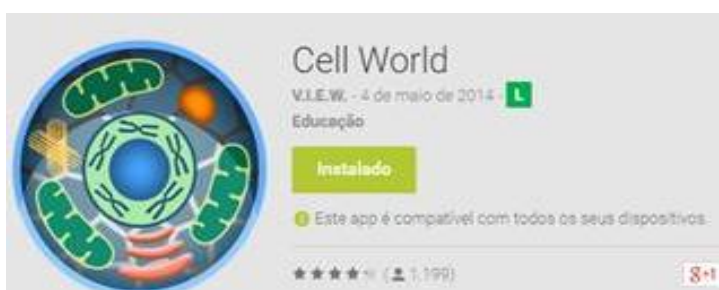 Cell World
V.I.E.W. - 4 de maio de 2014 - L
Educação
Instalado
Este app é compatível com todos os seus dispositivos.
(1.199)
8+1